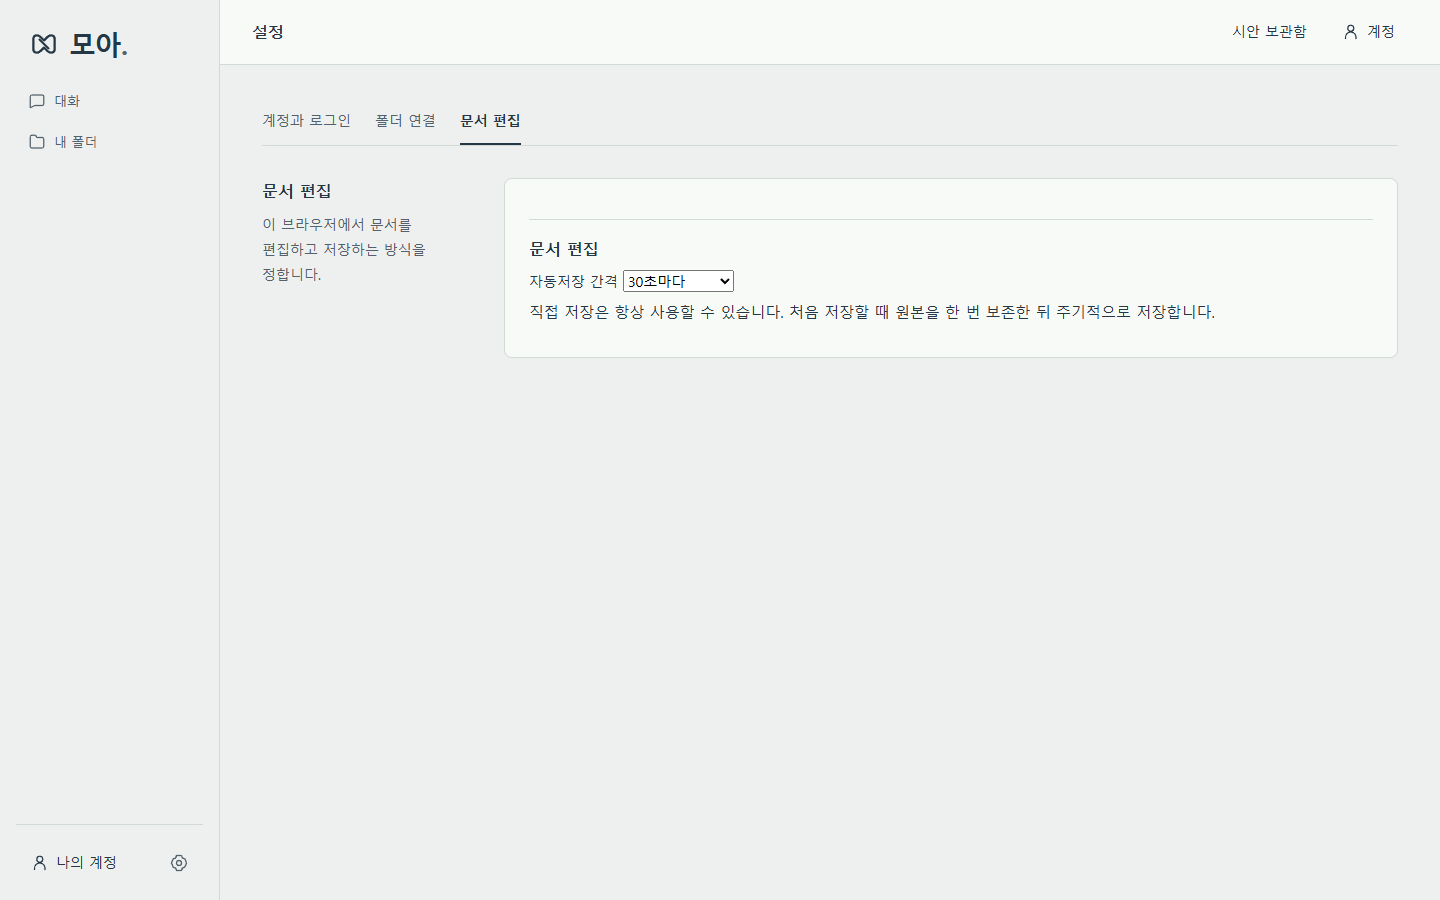 모아.
대화
내 폴더
나의 계정
설정
시안 보관함
계정
계정과 로그인
폴더 연결
문서 편집
문서 편집
이 브라우저에서 문서를
편집하고 저장하는 방식을
정합니다.
문서 편집
자동저장 간격 30초마다
직접 저장은 항상 사용할 수 있습니다. 처음 저장할 때 원본을 한 번 보존한 뒤 주기적으로 저장합니다.